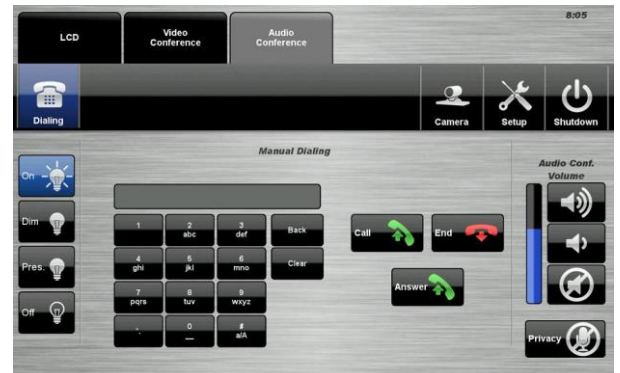 8:05
LCD
Video
Conference
Audio
Conference
Dialing
Camera
Setup
Shutdown
Manual Dialing
Audio Conf.
Volume
On
Dim
Pres.
Off
1
2
abc
3
def
Back
4
ghi
5
jkl
6
mno
Clear
7
pqrs
8
tuv
9
wxyz
0
#
a/A
Call
End
Answer
Privacy